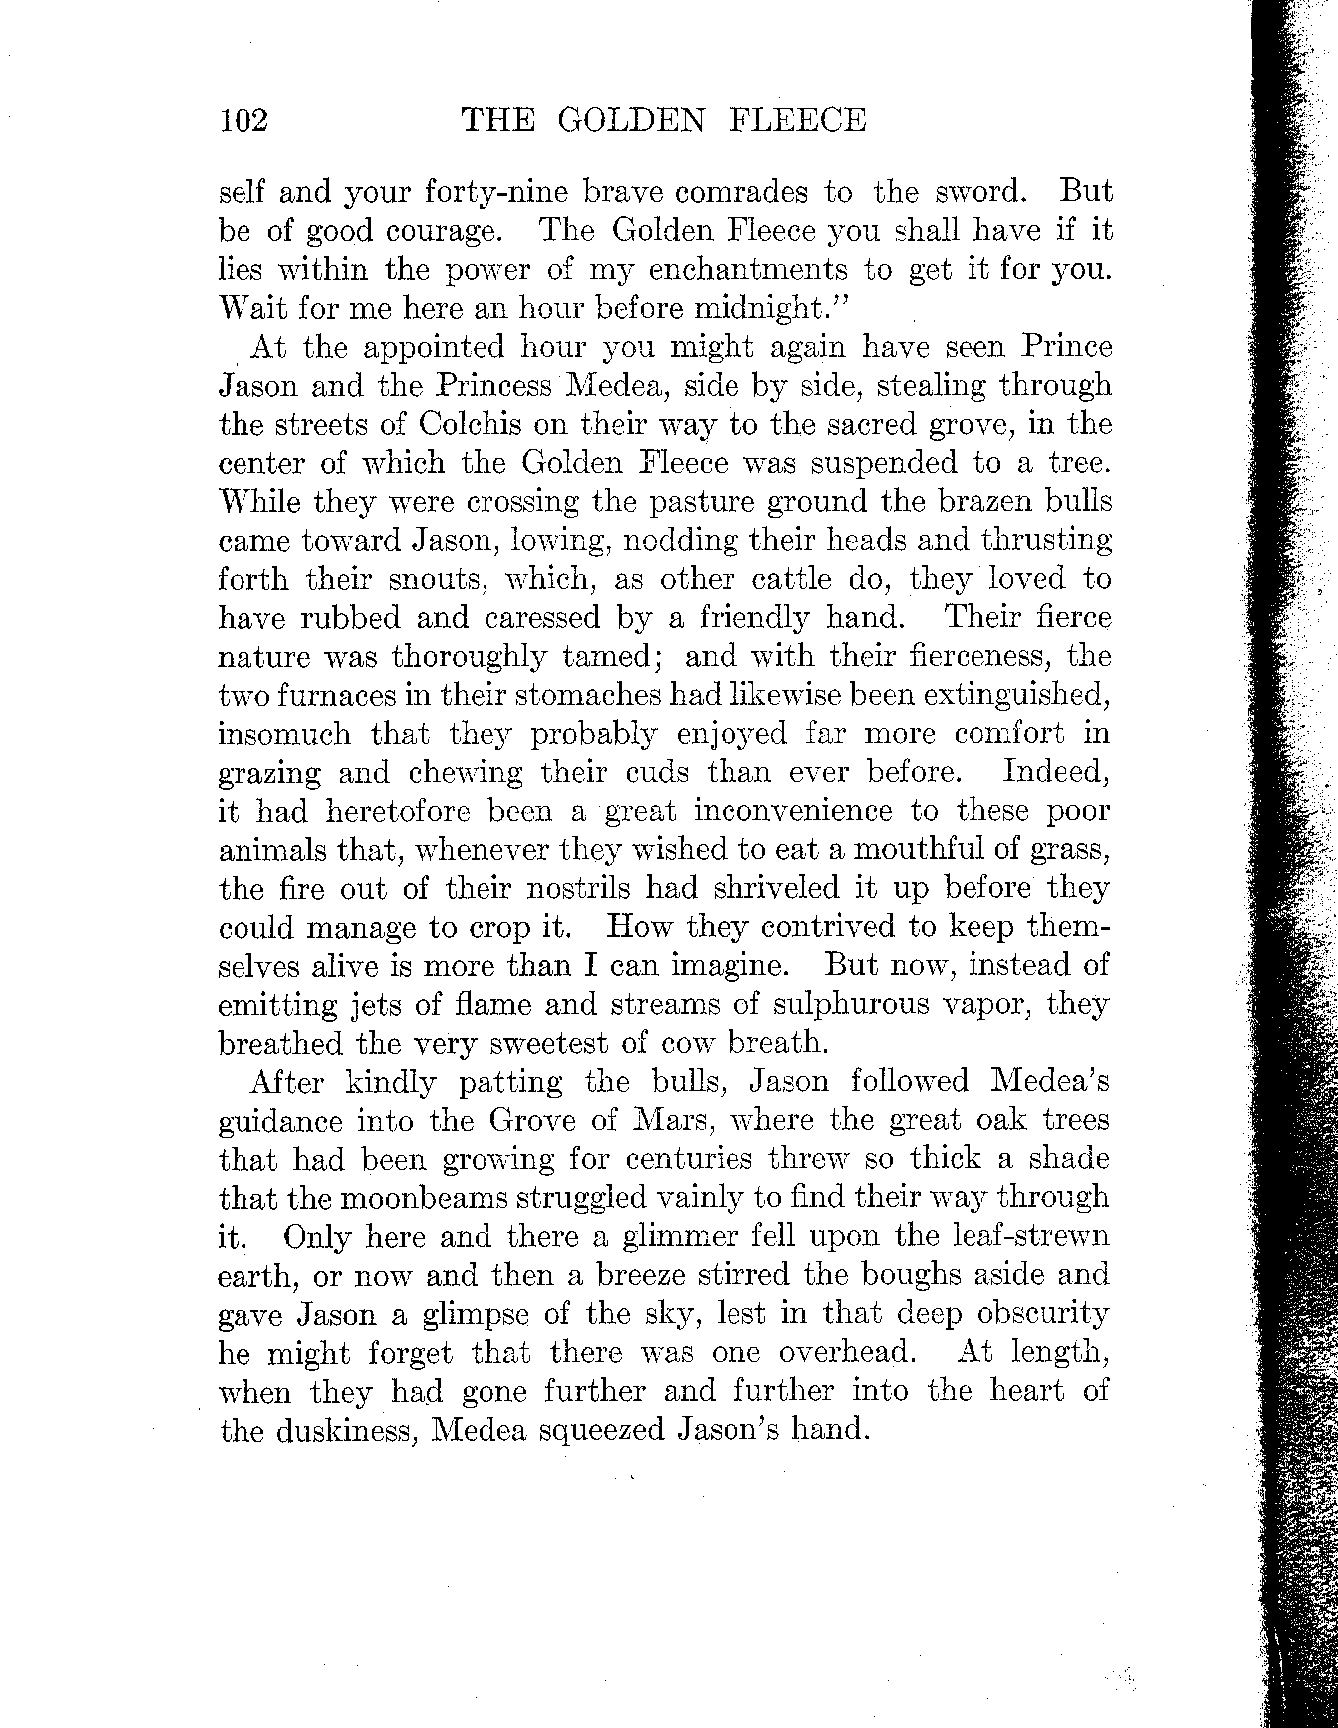 102 THE GOLDEN FLEECE
self and your forty-nine brave comrades to the sword. But
be of good courage. The Golden Fleece you shall have if it
lies within the power of my enchantments to get it for you.
Wait for me here an hour before midnight.”
At the appointed hour you might again have seen Prince
Jason and the Princess Medea, side by side, stealing through
the streets of Colchis on their way to the sacred grove, in the
center of which the Golden Fleece was suspended to a tree.
While they were crossing the pasture ground the brazen bulls
came toward Jason, lowing, nodding their heads and thrusting
forth their snouts, which, as other cattle do, they loved to
have rubbed and caressed by a friendly hand. Their fierce
nature was thoroughly tamed; and with their fierceness, the
two furnaces in their stomaches had likewise been extinguished,
insomuch that they probably enjoyed far more comfort in
grazing and chewing their cuds than ever before. Indeed,
it had heretofore been a great inconvenience to these poor
animals that, whenever they wished to eat a mouthful of grass,
the fire out of their nostrils had shriveled it up before they
could manage to crop it. How they contrived to keep them-
selves alive is more than I can imagine. But now, instead of
emitting jets of flame and streams of sulphurous vapor, they
breathed the very sweetest of cow breath.
After kindly patting the bulls, Jason followed Medea’s
guidance into the Grove of Mars, where the great oak trees
that had been growing for centuries threw so thick a shade
that the moonbeams struggled vainly to find their way through
it. Only here and there a glimmer fell upon the leaf-strewn
earth, or now and then a breeze stirred the boughs aside and
gave Jason a glimpse of the sky, lest in that deep obscurity
he might forget that there was one overhead. At length,
when they had gone further and further into the heart of
the duskiness, Medea squeezed Jason’s hand.